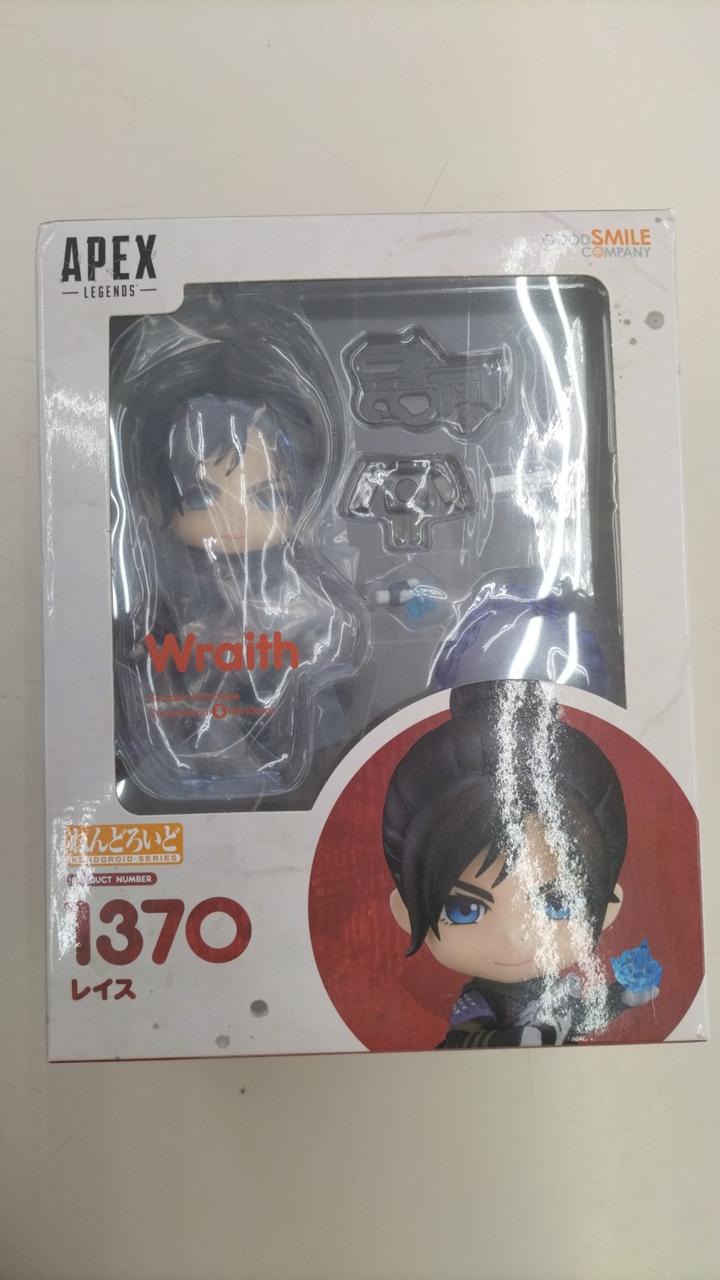 APEX
LEGENDS
GOODSMILE
COMPANY
Wraith
ねんどろいど
NENDOROID-SERIES
PRODUCT NUMBER
1370
レイス